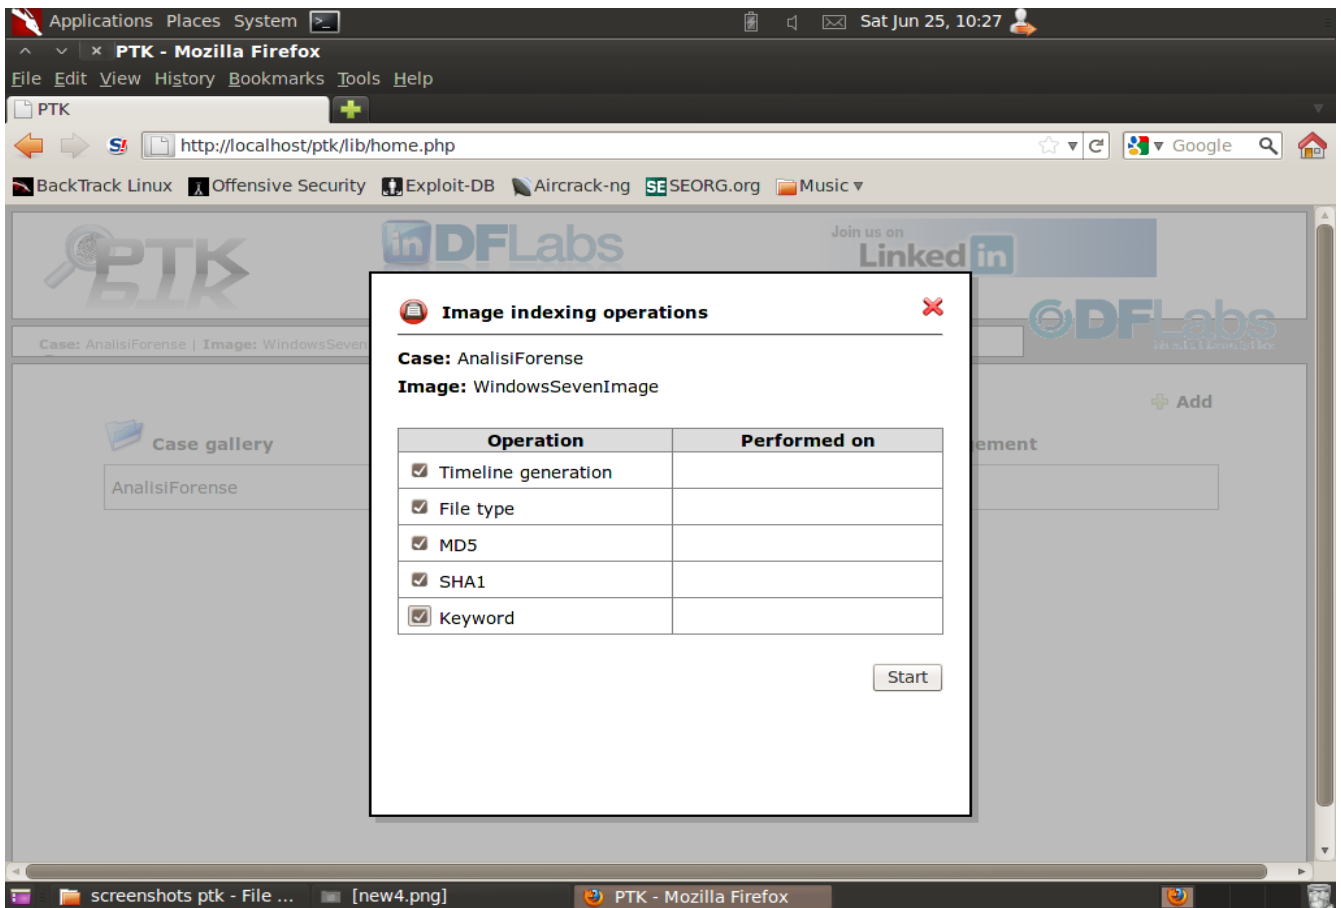 Applications Places System
Sat Jun 25, 10:27
PTK - Mozilla Firefox
File Edit View History Bookmarks Tools Help
PTK
S! http://localhost/ptk/lib/home.php
Google
BackTrack Linux Offensive Security Exploit-DB Aircrack-ng SE SEORG.org Music
PTK
in DFLabs
Join us on
Linked in
DFLabs
Case: AnalisiForense | Image: WindowsSeven
Image indexing operations
Case: AnalisiForense
Image: WindowsSevenImage
Add
Case gallery
ement
AnalisiForense
Operation Performed on
Timeline generation
File type
MD5
SHA1
Keyword
Start
screenshots ptk - File ... [new4.png] PTK - Mozilla Firefox